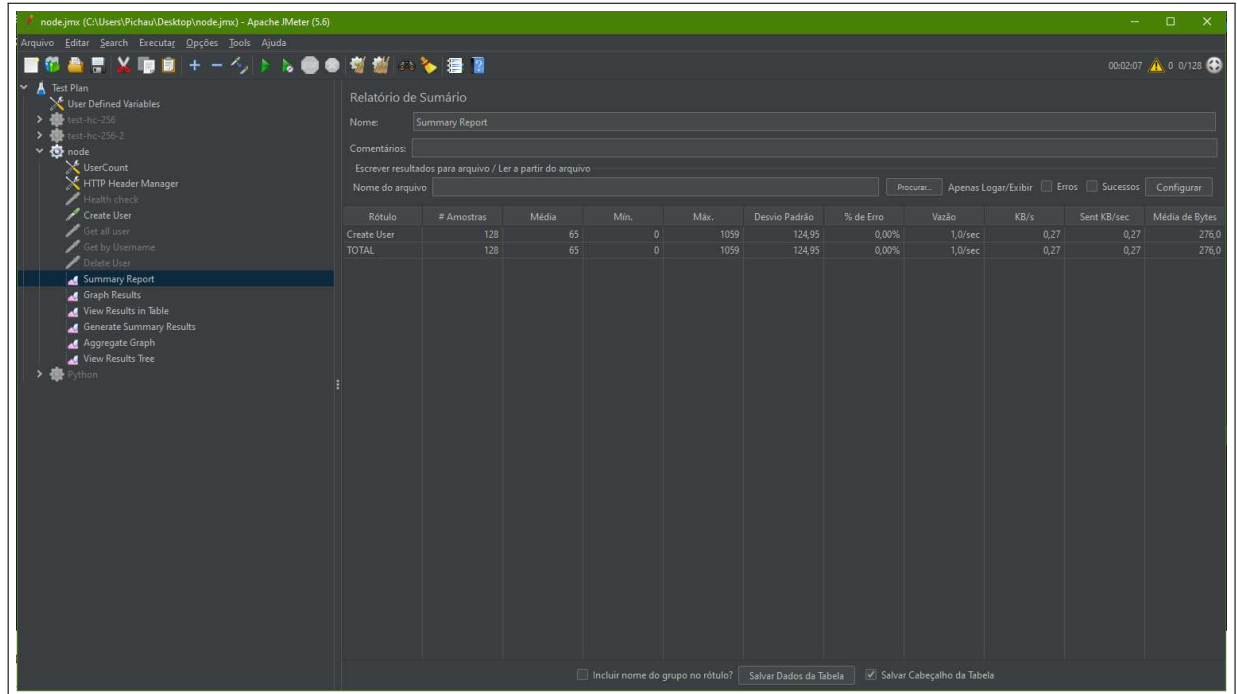 node.jmx (C:\Users\Pichau\Desktop\node.jmx) - Apache JMeter (5.6)
Arquivo Editar Search Executar Opções Tools Ajuda
00:02:07 0 0/128
Test Plan
User Defined Variables
test-hc-256
test-hc-256-2
node
UserCount
HTTP Header Manager
Health check
Create User
Get all user
Get by Username
Delete User
Summary Report
Graph Results
View Results in Table
Generate Summary Results
Aggregate Graph
View Results Tree
Python
Relatório de Sumário
Nome: Summary Report
Comentários:
Escrever resultados para arquivo / Ler a partir do arquivo
Nome do arquivo Procurar... Apenas Logar/Exibir Erros Sucessos Configurar
Rótulo # Amostras Média Mín. Máx. Desvio Padrão % de Erro Vazão KB/s Sent KB/sec Média de Bytes
Create User 128 65 0 1059 124,95 0,00% 1,0/sec 0,27 0,27 276,0
TOTAL 128 65 0 1059 124,95 0,00% 1,0/sec 0,27 0,27 276,0
Incluir nome do grupo no rótulo? Salvar Dados da Tabela Salvar Cabeçalho da Tabela